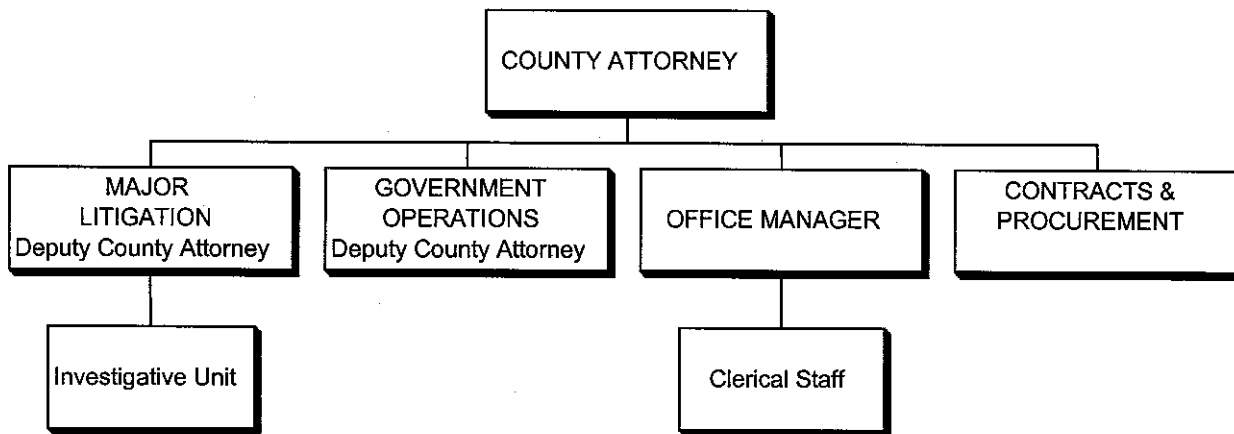 COUNTY ATTORNEY
MAJOR
LITIGATION
Deputy County Attorney
GOVERNMENT
OPERATIONS
Deputy County Attorney
OFFICE MANAGER
CONTRACTS &
PROCUREMENT
Investigative Unit
Clerical Staff